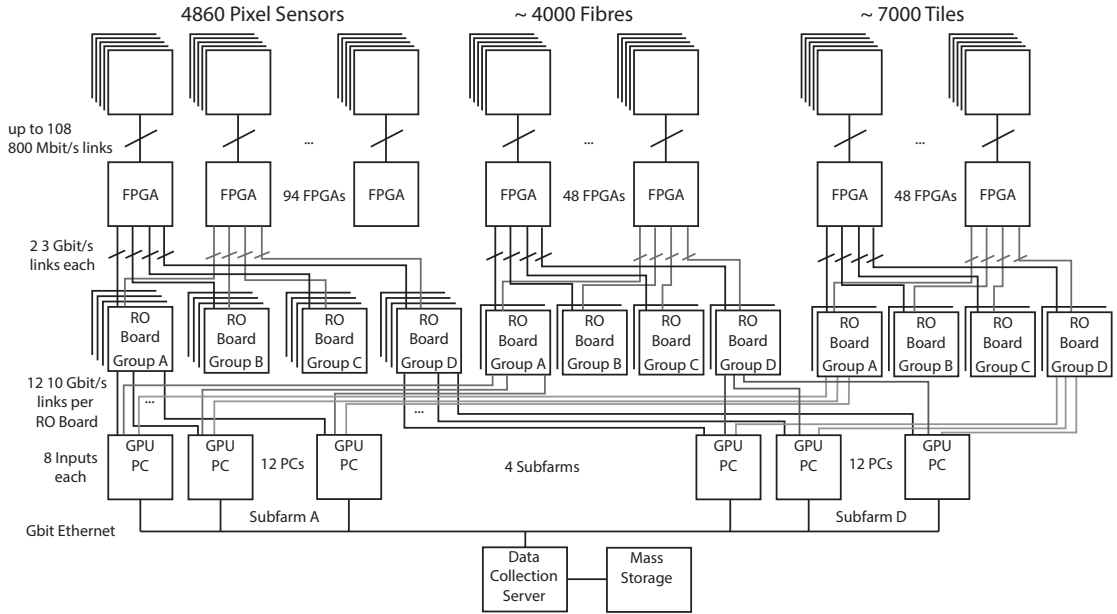 4860 Pixel Sensors
~ 4000 Fibres
~ 7000 Tiles
up to 108
800 Mbit/s links
...
...
...
FPGA
FPGA
94 FPGAs
FPGA
FPGA
48 FPGAs
FPGA
FPGA
48 FPGAs
FPGA
2 3 Gbit/s
links each
RO
Board
Group A
RO
Board
Group B
RO
Board
Group C
RO
Board
Group D
RO
Board
Group A
RO
Board
Group B
RO
Board
Group C
RO
Board
Group D
RO
Board
Group A
RO
Board
Group B
RO
Board
Group C
RO
Board
Group D
12 10 Gbit/s
links per
RO Board
...
...
8 Inputs
each
GPU
PC
GPU
PC
12 PCs
GPU
PC
4 Subfarms
GPU
PC
GPU
PC
12 PCs
GPU
PC
Subfarm A
Subfarm D
Gbit Ethernet
Data
Collection
Server
Mass
Storage